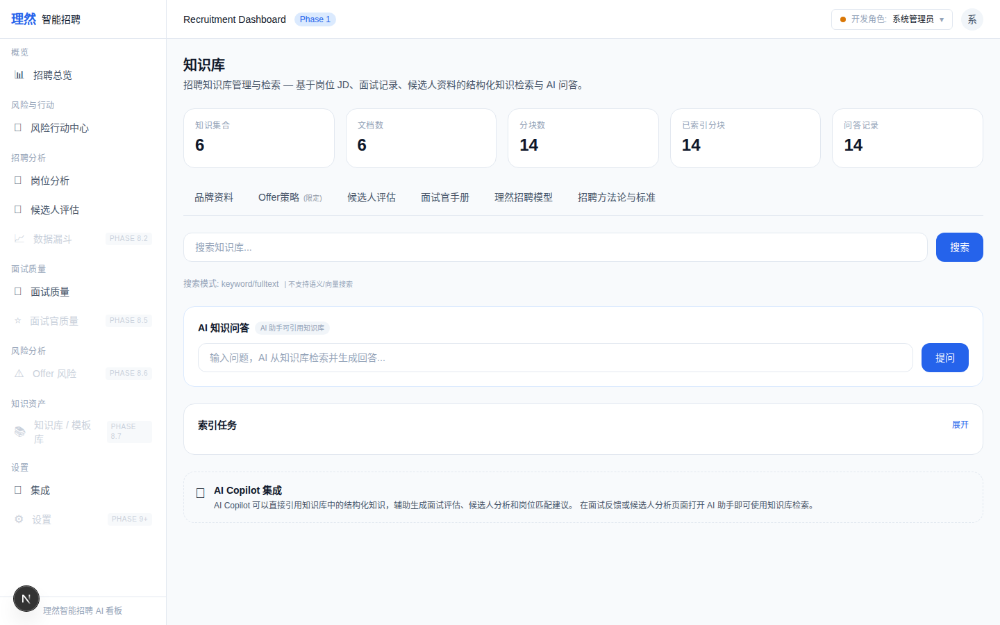 理然 智能招聘
Recruitment Dashboard Phase 1
开发角色: 系统管理员 ▾
系
概览
招聘总览
风险与行动
风险行动中心
招聘分析
岗位分析
候选人评估
数据漏斗 PHASE 8.2
面试质量
面试质量
面试官质量 PHASE 8.5
风险分析
Offer 风险 PHASE 8.6
知识资产
知识库 / 模板
库
PHASE
8.7
设置
集成
设置 PHASE 9+
理然智能招聘 AI 看板
知识库
招聘知识库管理与检索 — 基于岗位 JD、面试记录、候选人资料的结构化知识检索与 AI 问答。
知识集合
6
文档数
6
分块数
14
已索引分块
14
问答记录
14
品牌资料 Offer策略 (限定) 候选人评估 面试官手册 理然招聘模型 招聘方法论与标准
搜索知识库...
搜索
搜索模式: keyword/fulltext | 不支持语义/向量搜索
AI 知识问答 AI 助手可引用知识库
输入问题，AI 从知识库检索并生成回答...
提问
索引任务
展开
AI Copilot 集成
AI Copilot 可以直接引用知识库中的结构化知识，辅助生成面试评估、候选人分析和岗位匹配建议。 在面试反馈或候选人分析页面打开 AI 助手即可使用知识库检索。